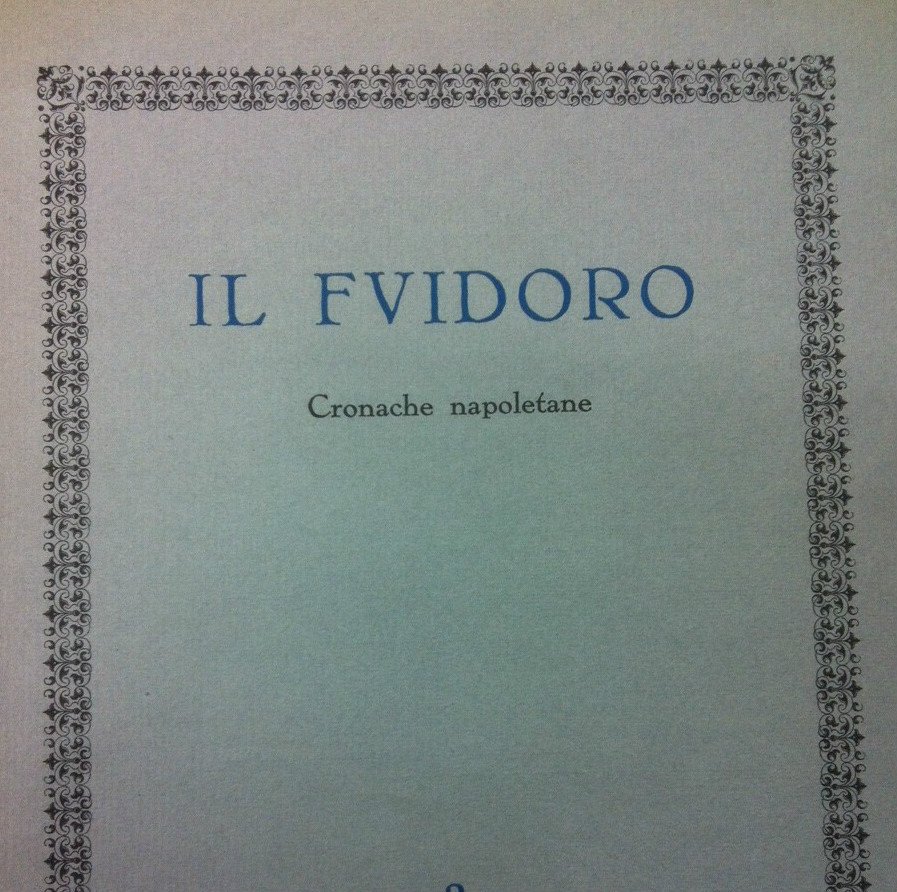 IL FVIDORO
Cronache napoletane